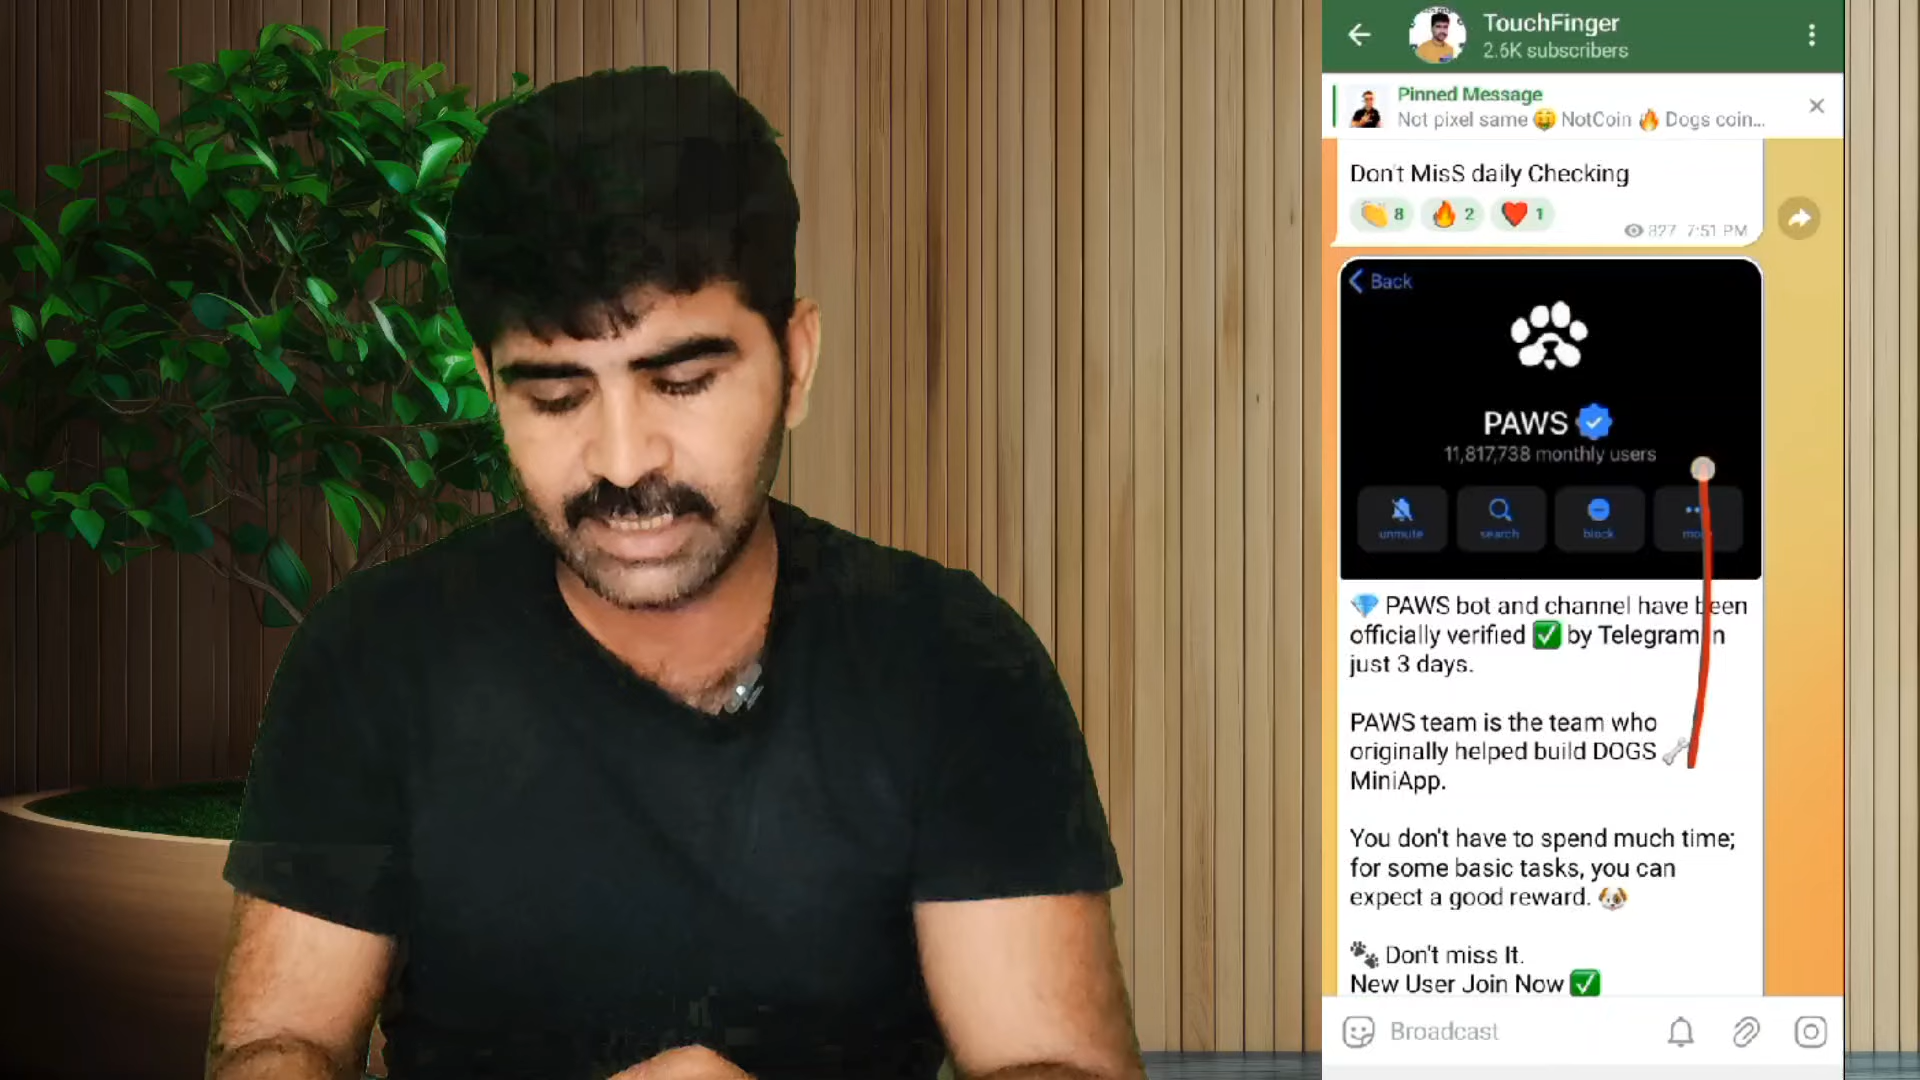 TouchFinger
2.6K subscribers
Pinned Message
Not pixel same 🤑 NotCoin 🔥 Dogs coin...
Don't MisS daily Checking
👏 8 🔥 2 ❤️ 1
827 7:51 PM
Back
PAWS
11,817,738 monthly users
unmute search block
💎 PAWS bot and channel have been
officially verified ✅ by Telegram in
just 3 days.
PAWS team is the team who
originally helped build DOGS 🦴
MiniApp.
You don't have to spend much time;
for some basic tasks, you can
expect a good reward. 🐶
🐾 Don't miss It.
New User Join Now ✅
Broadcast